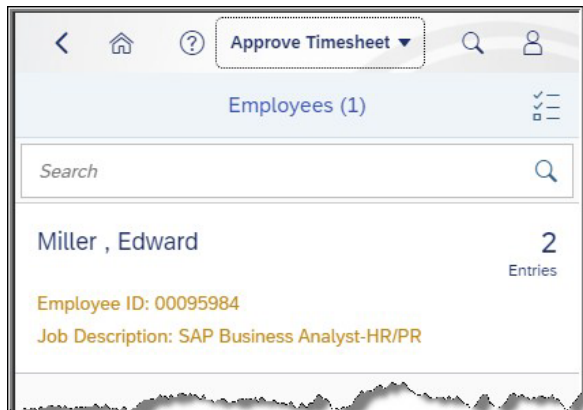 Approve Timesheet
Employees (1)
Search
Miller , Edward
2
Entries
Employee ID: 00095984
Job Description: SAP Business Analyst-HR/PR